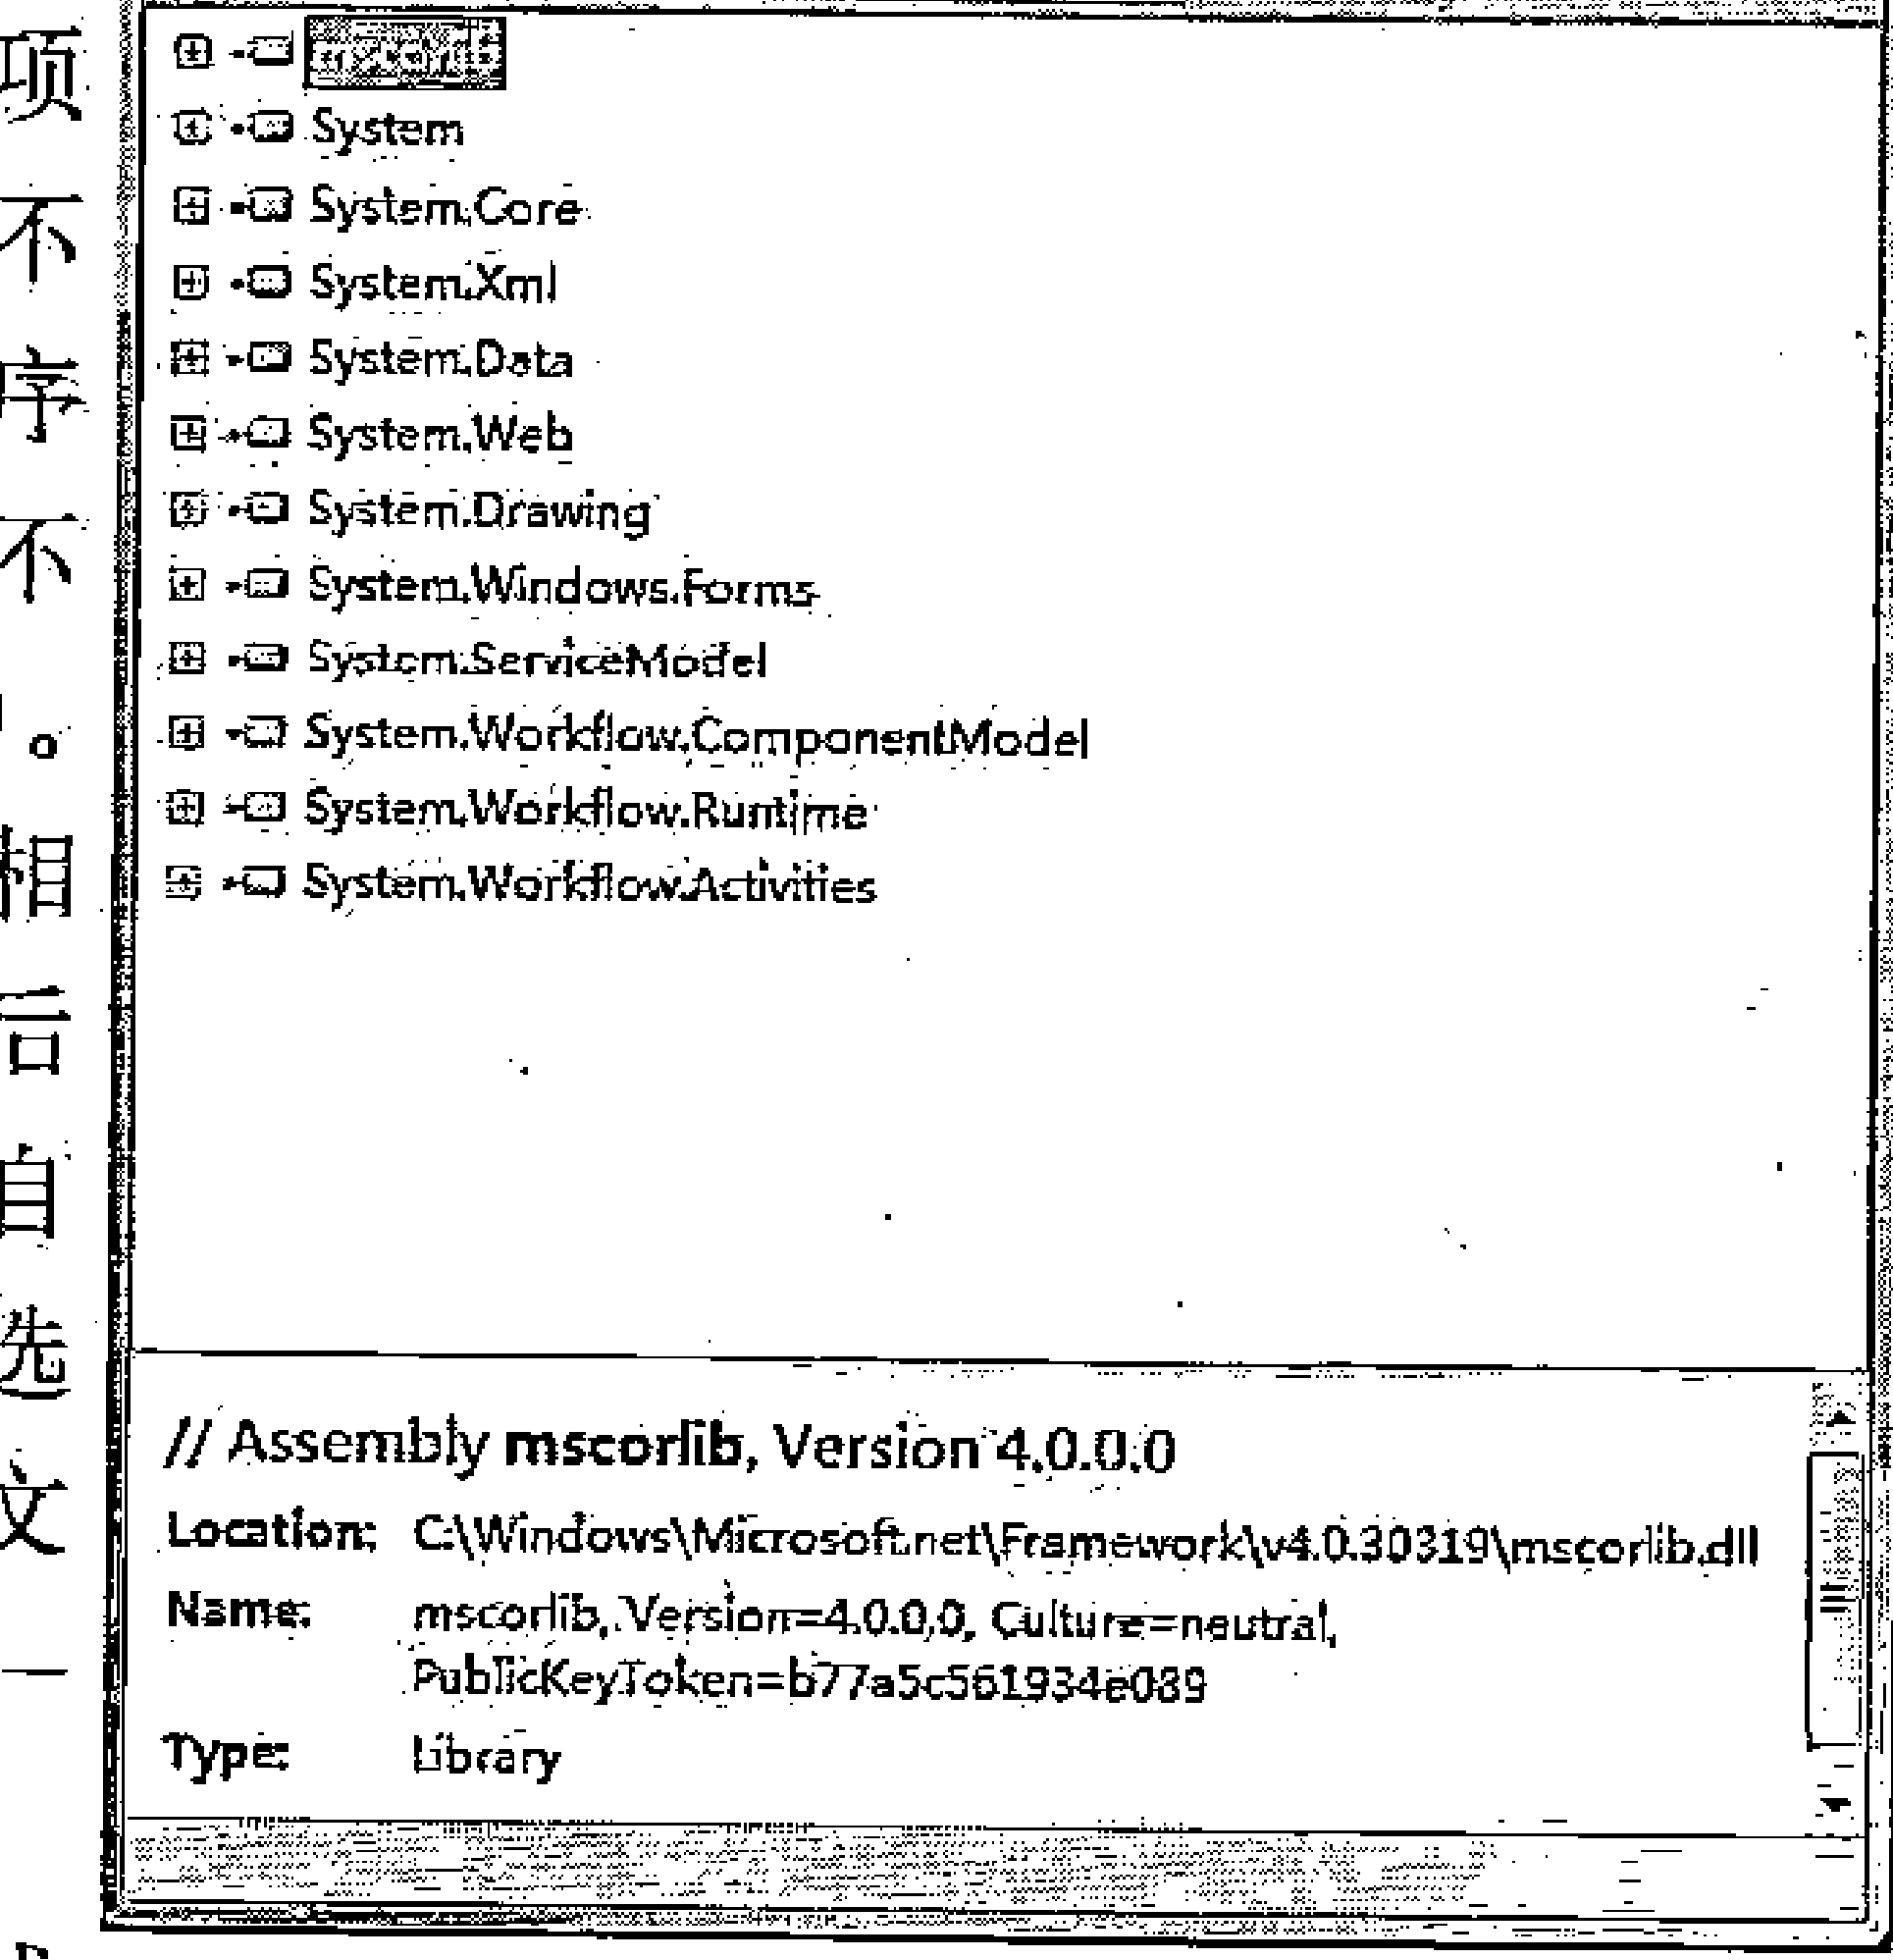 项
不
序
不
。
相
言
自
选
文
一
mscorlib
System
System.Core
System.Xml
System.Data
System.Web
System.Drawing
System.Windows.Forms
System.ServiceModel
System.Workflow.ComponentModel
System.Workflow.Runtime
System.Workflow.Activities
// Assembly mscorlib, Version 4.0.0.0
Location: C:\Windows\Microsoft.net\Framework\v4.0.30319\mscorlib.dll
Name: mscorlib, Version=4.0.0.0, Culture=neutral,
PublicKeyToken=b77a5c561934e089
Type: Library